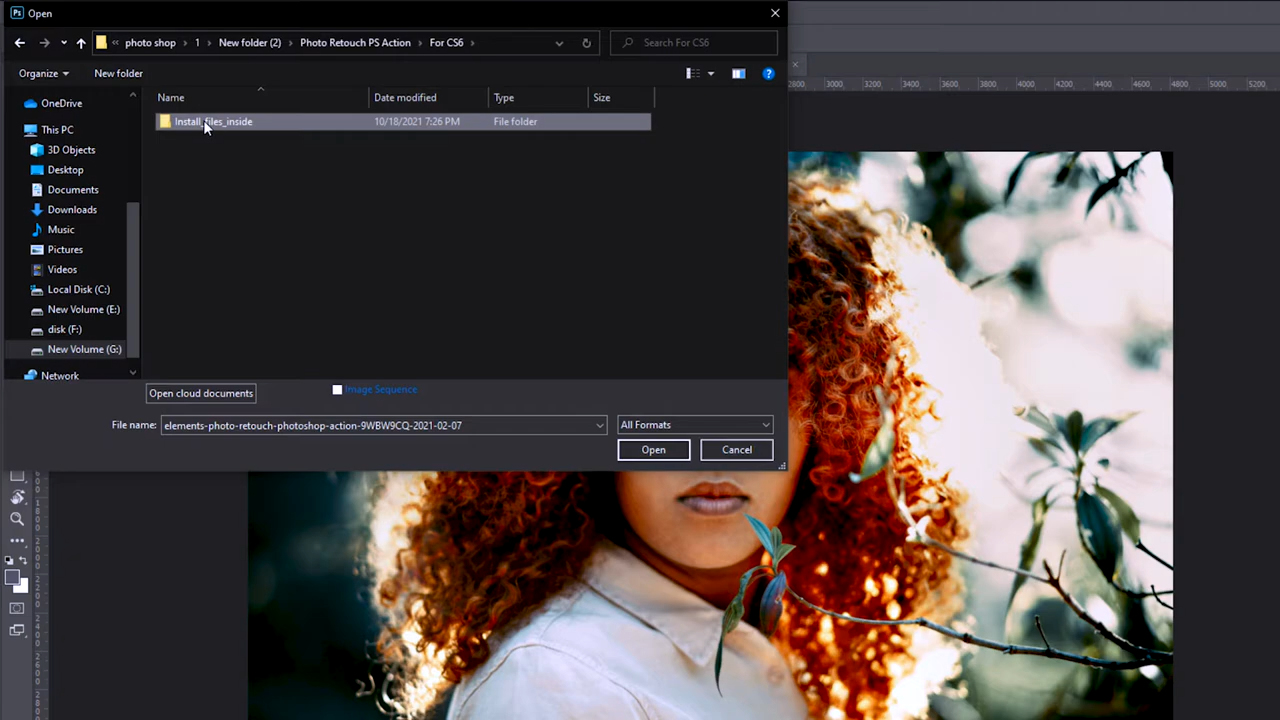 Ps Open
« photo shop > 1 > New folder (2) > Photo Retouch PS Action > For CS6 >
Search For CS6
Organize
New folder
Name
Date modified
Type
Size
Install_files_inside
10/18/2021 7:26 PM
File folder
OneDrive
This PC
3D Objects
Desktop
Documents
Downloads
Music
Pictures
Videos
Local Disk (C:)
New Volume (E:)
disk (F:)
New Volume (G:)
Network
Open cloud documents
Image Sequence
File name:
elements-photo-retouch-photoshop-action-9WBW9CQ-2021-02-07
All Formats
Open
Cancel
2800 3000 3200 3400 3600 3800 4000 4200 4400 4600 4800 5000 5200